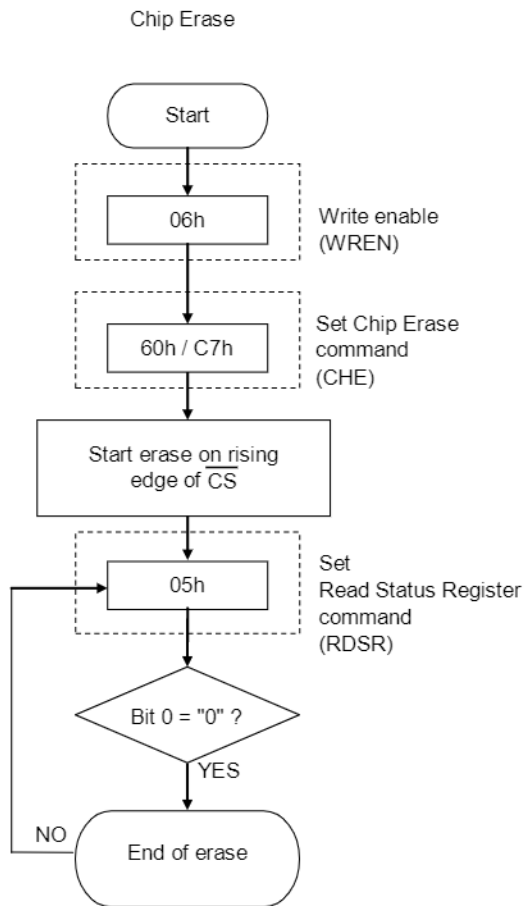 Chip Erase
Start
06h
Write enable
(WREN)
60h / C7h
Set Chip Erase
command
(CHE)
Start erase on rising
edge of C̅S̅
05h
Set
Read Status Register
command
(RDSR)
Bit 0 = "0" ?
YES
NO
End of erase